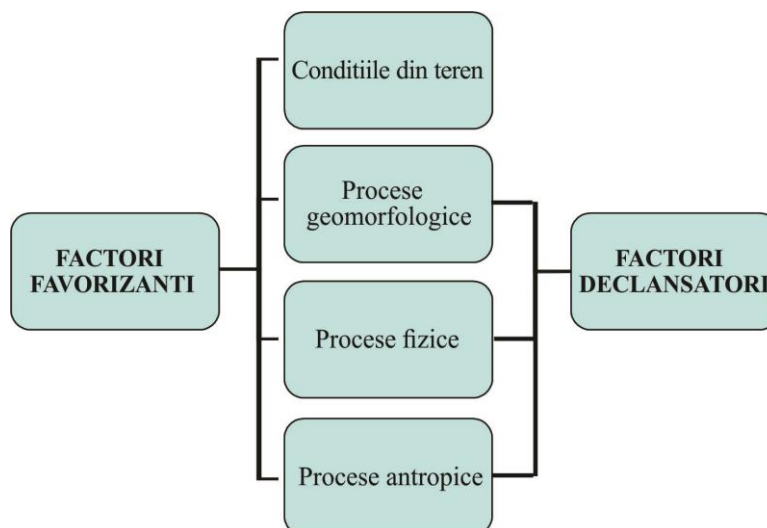 Conditiile din teren
Procese
geomorfologice
FACTORI
FAVORIZANTI
FACTORI
DECLANSATORI
Procese fizice
Procese antropice